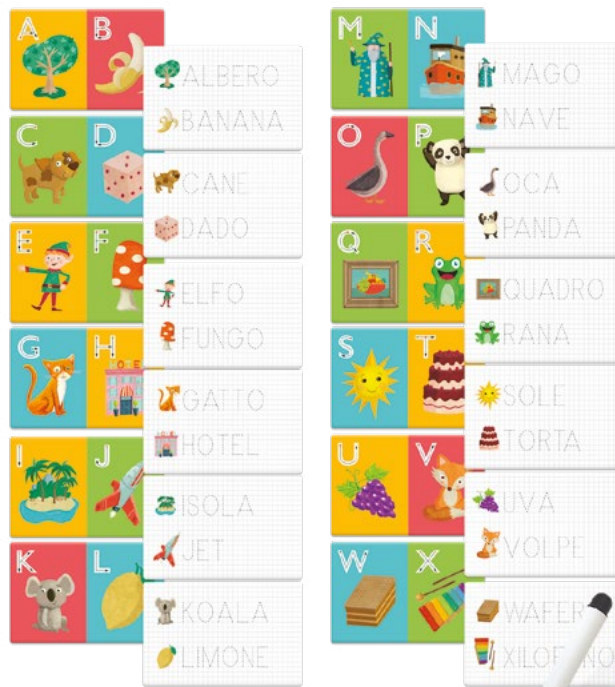 A B
ALBERO
BANANA
C D
CANE
DADO
E F
ELFO
FUNGO
G H
HOTEL
GATTO
HOTEL
I J
ISOLA
JET
K L
KOALA
LIMONE
M N
MAGO
NAVE
O P
OCA
PANDA
Q R
QUADRO
RANA
S T
SOLE
TORTA
U V
UVA
VOLPE
W X
WAFER